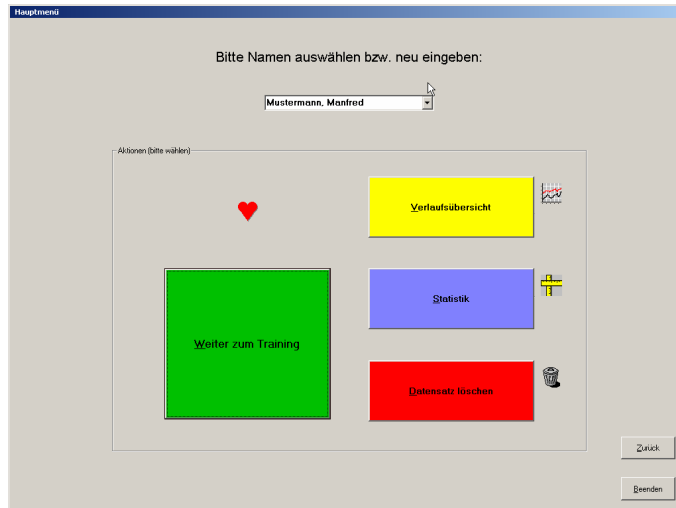 Hauptmenü
Bitte Namen auswählen bzw. neu eingeben:
Mustermann, Manfred
Aktionen (bitte wählen)
Verlaufsübersicht
Statistik
Weiter zum Training
Datensatz löschen
Zurück
Beenden